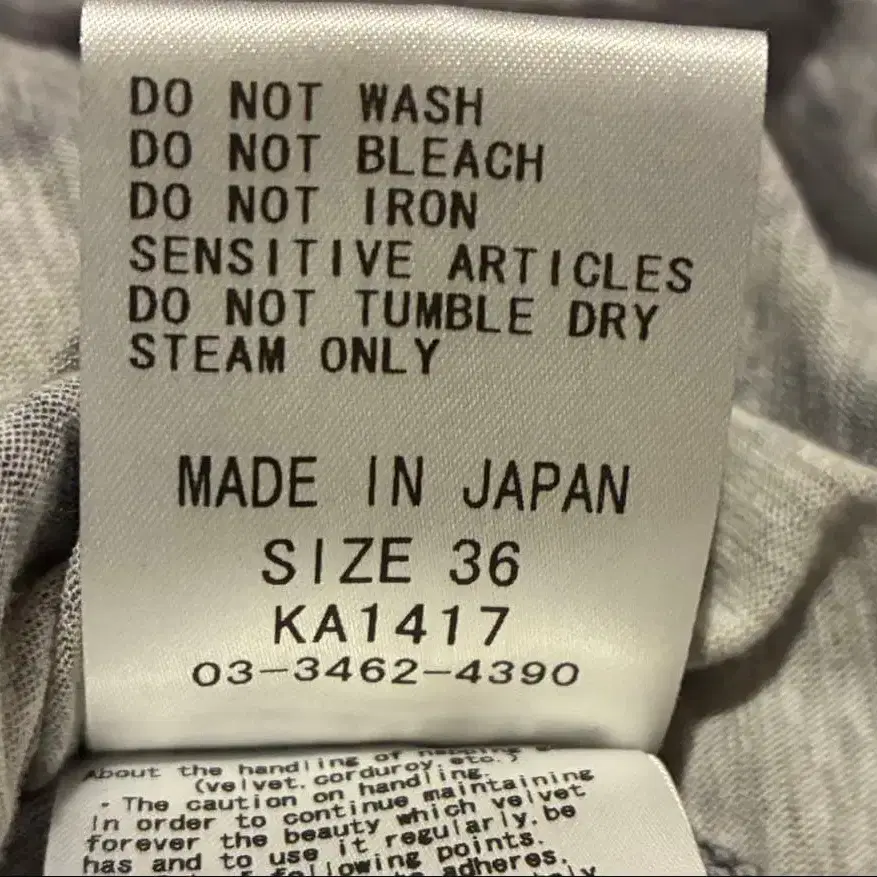 DO NOT WASH
DO NOT BLEACH
DO NOT IRON
SENSITIVE ARTICLES
DO NOT TUMBLE DRY
STEAM ONLY
MADE IN JAPAN
SIZE 36
KA1417
03-3462-4390
About the handling of napping
(velvet. corduroy. etc.)
・The caution on handling.
In order to continue maintaining
forever the beauty which velvet
has and to use it regularly, be
following points.
adheres,